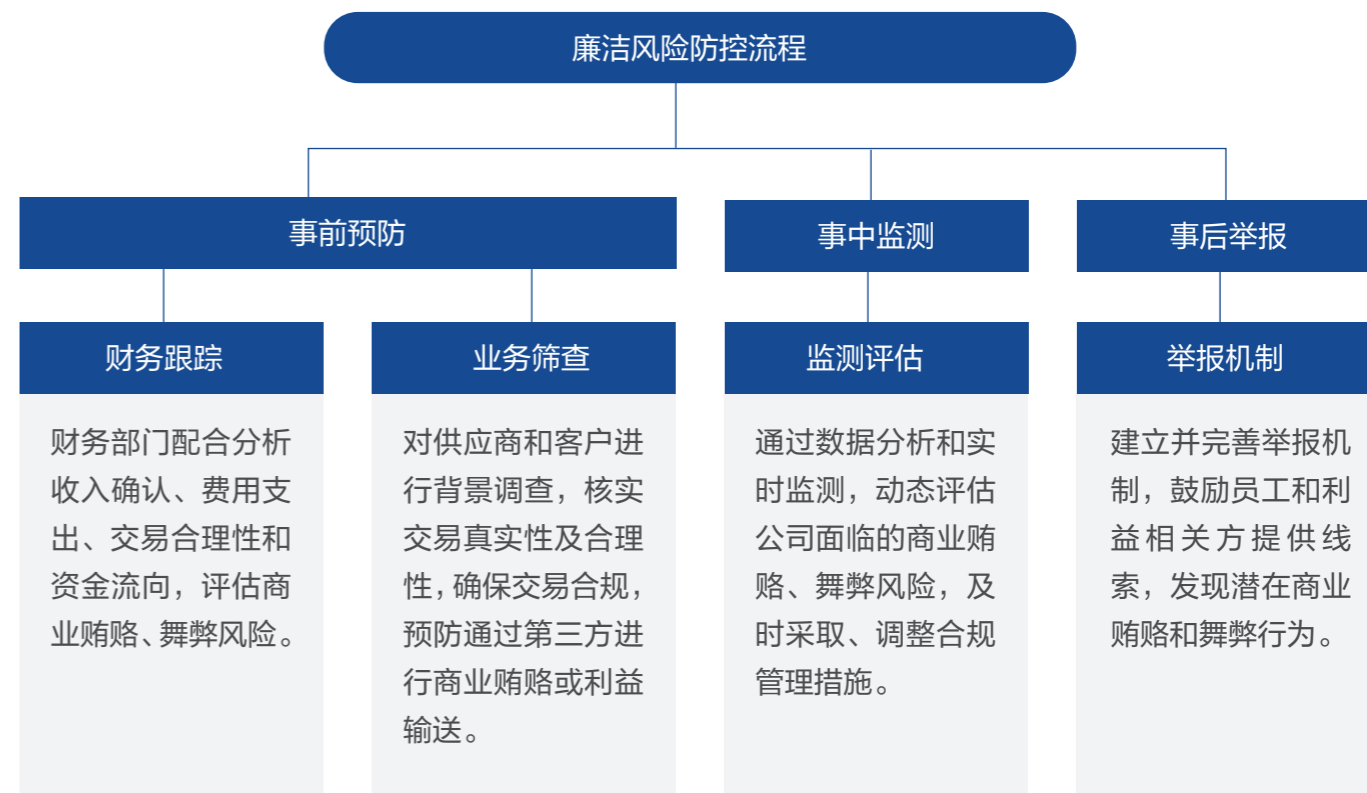 廉洁风险防控流程
事前预防
事中监测
事后举报
财务跟踪
业务筛查
监测评估
举报机制
财务部门配合分析
收入确认、费用支
出、交易合理性和
资金流向，评估商
业贿赂、舞弊风险。
对供应商和客户进
行背景调查，核实
交易真实性及合理
性，确保交易合规，
预防通过第三方进
行商业贿赂或利益
输送。
通过数据分析和实
时监测，动态评估
公司面临的商业贿
赂、舞弊风险，及
时采取、调整合规
管理措施。
建立并完善举报机
制，鼓励员工和利
益相关方提供线
索，发现潜在商业
贿赂和舞弊行为。